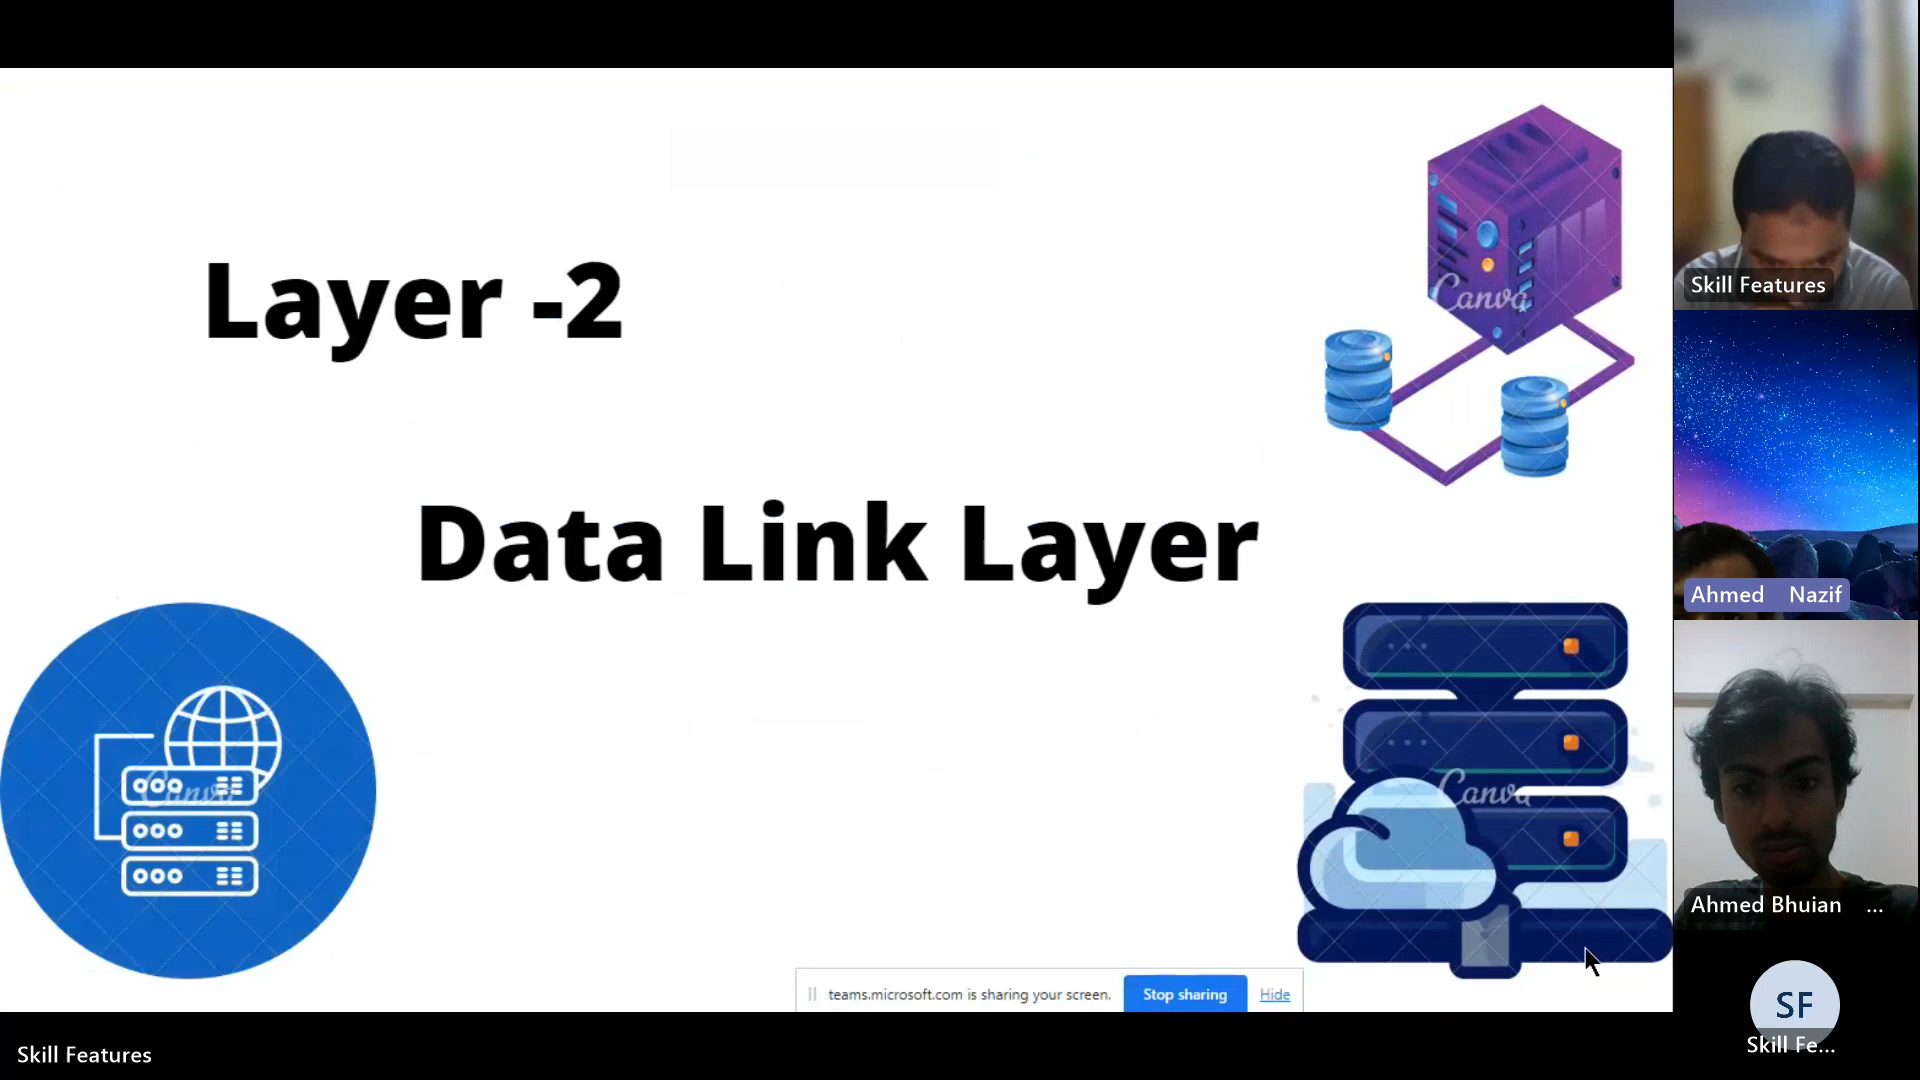 Layer -2
Data Link Layer
Canva
Canva
Canva
teams.microsoft.com is sharing your screen.
Stop sharing
Hide
Skill Features
Skill Features
Ahmed Nazif
Ahmed Bhuian ...
SF
Skill Fe...